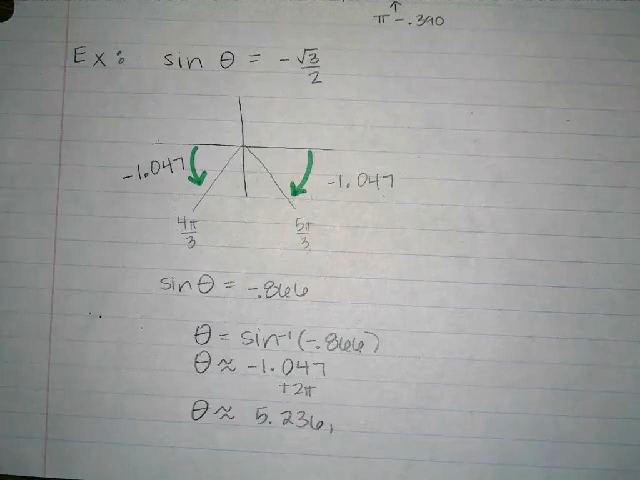 ↑
π - .340
Ex: sin θ = -√3/2
-1.047
-1.047
4π/3
5π/3
sin θ = -.866
θ = sin⁻¹(-.866)
θ ≈ -1.047
+2π
θ ≈ 5.236,